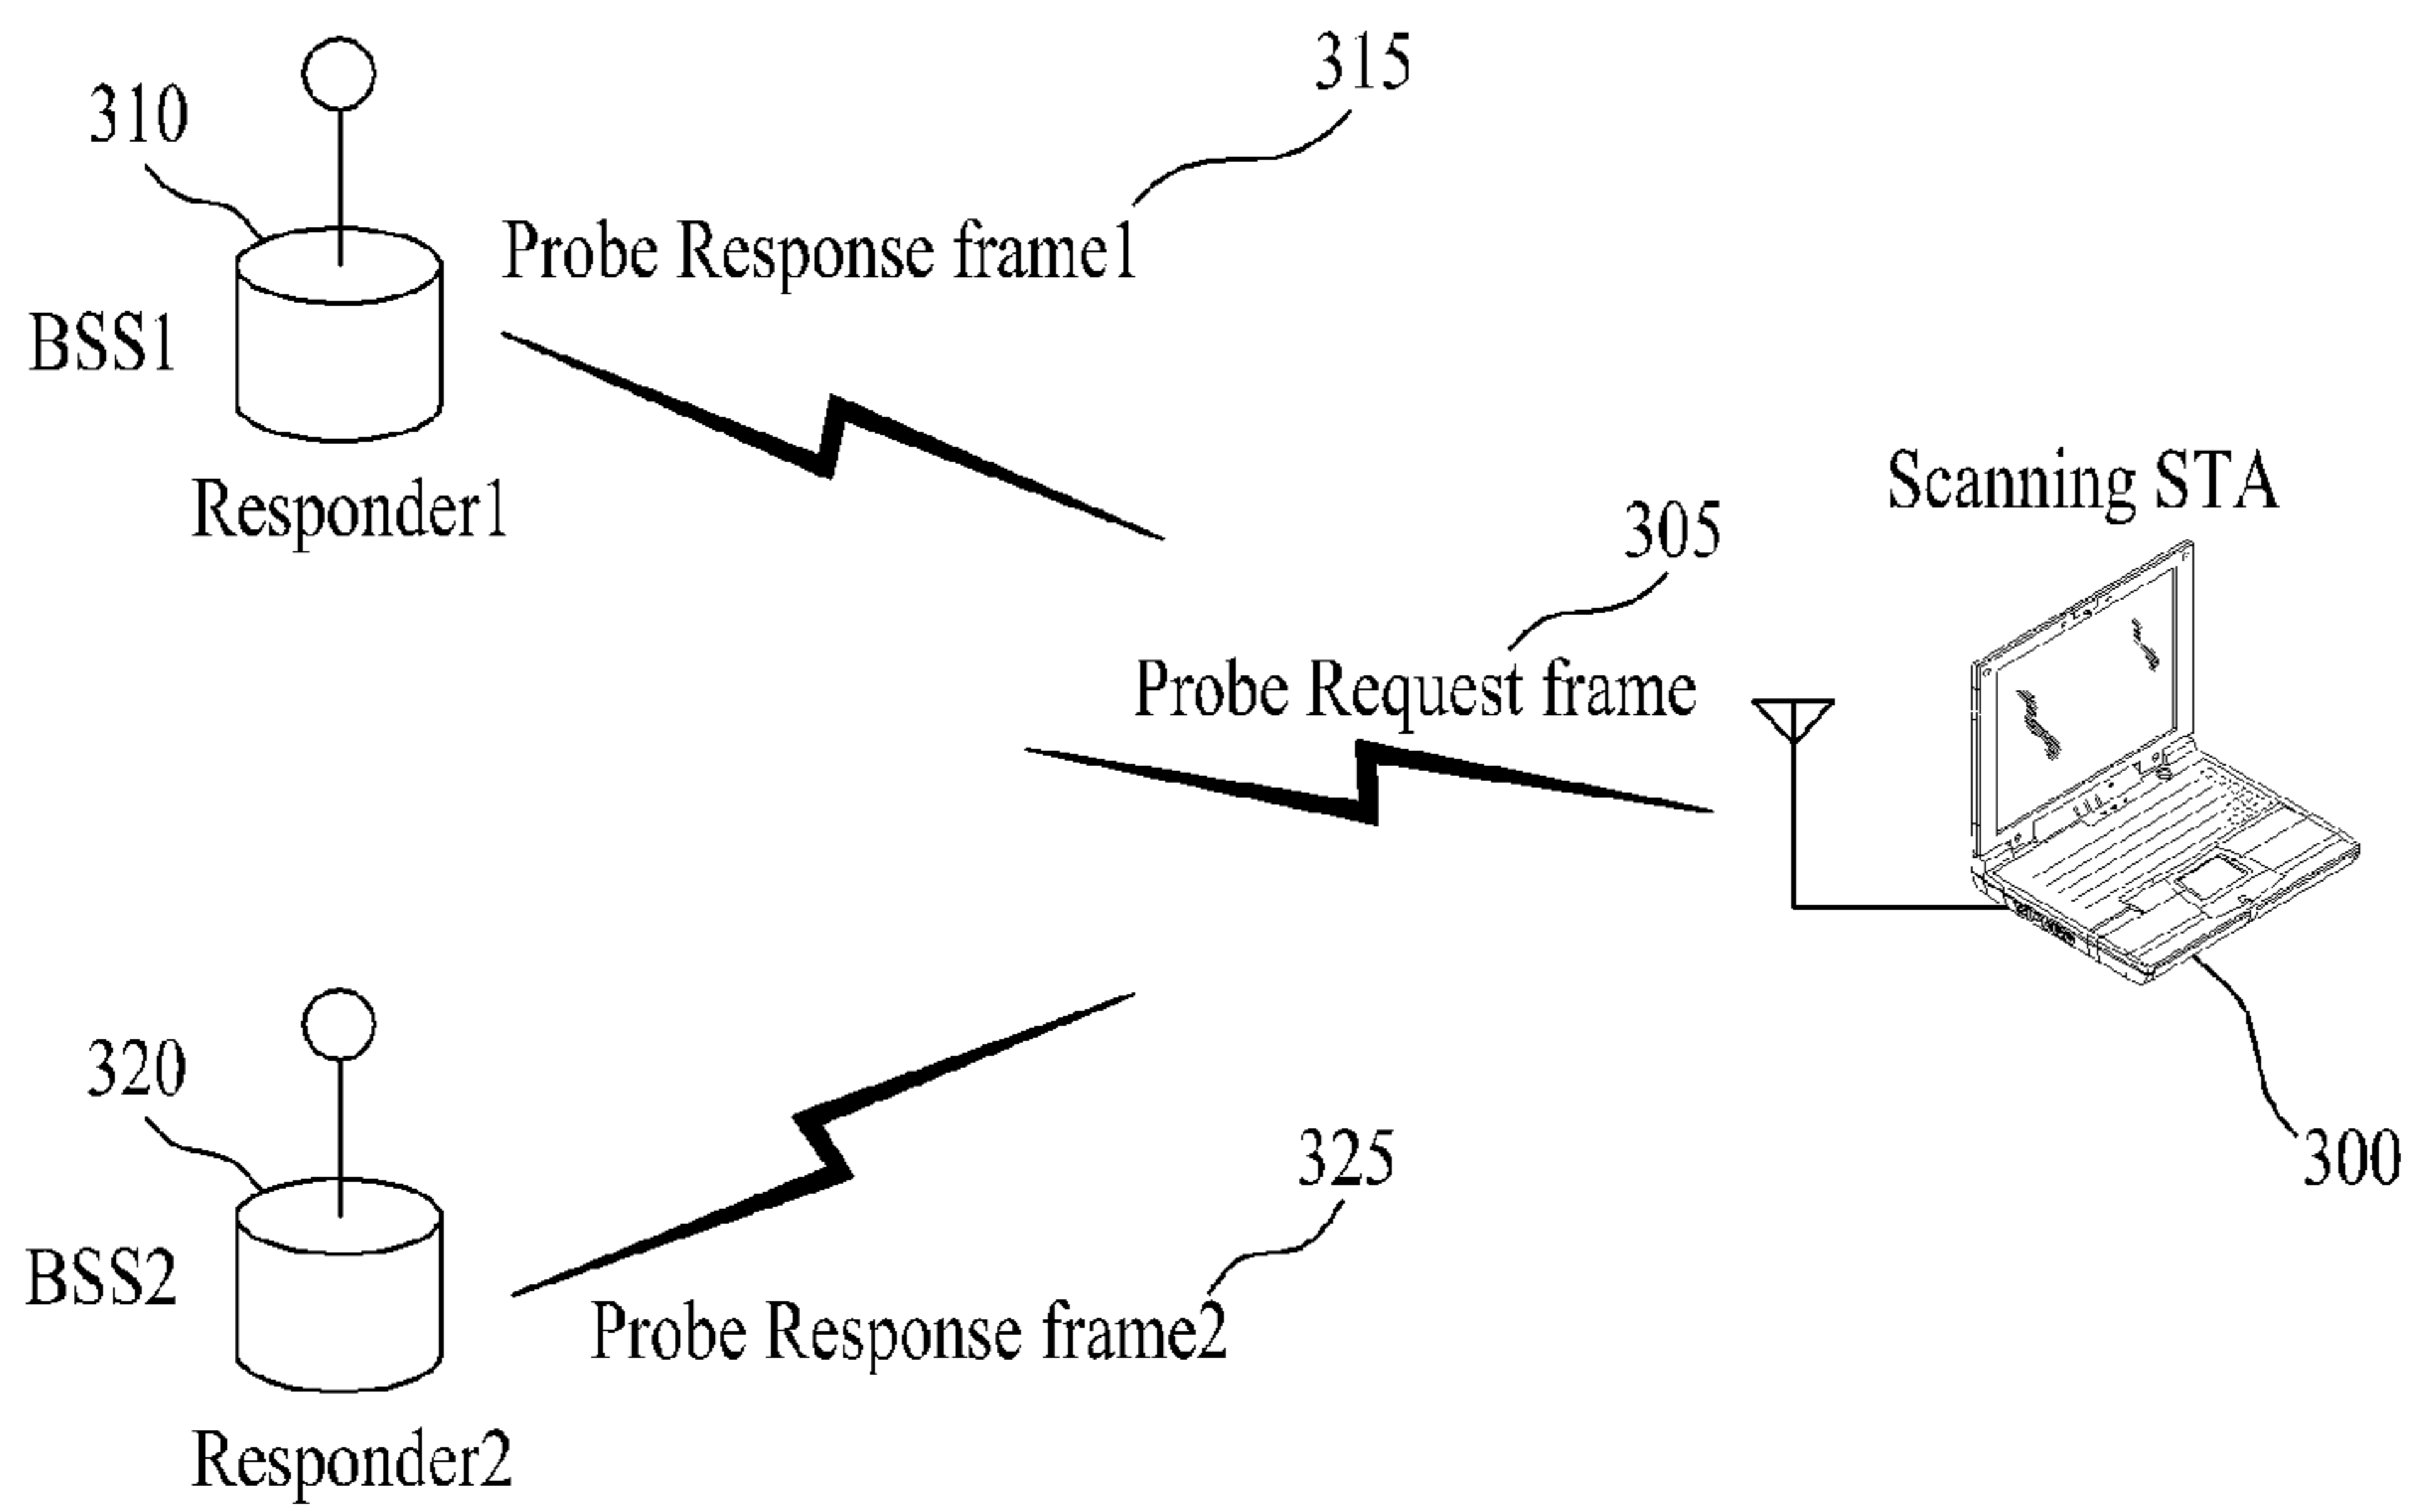 315
310
Probe Response frame1
BSS1
Scanning STA
Responder1
305
Probe Request frame
320
325
300
BSS2
Probe Response frame2
Responder2